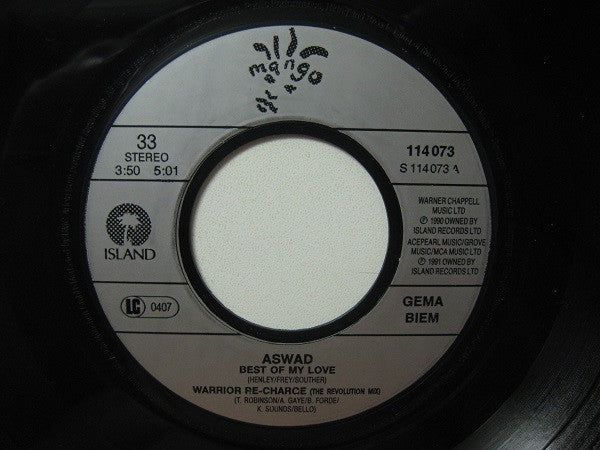 mango
33
STEREO
3:50 5:01
ISLAND
LC 0407
114 073
S 114 073 A
WARNER CHAPPELL
MUSIC LTD
℗ 1990 OWNED BY
ISLAND RECORDS LTD
ACEPEARL MUSIC/GROVE
MUSIC/MCA MUSIC LTD
℗ 1991 OWNED BY
ISLAND RECORDS LTD
GEMA
BIEM
ASWAD
BEST OF MY LOVE
(HENLEY/FREY/SOUTHER)
WARRIOR RE-CHARGE (THE REVOLUTION MIX)
(T. ROBINSON/A. GAYE/B. FORDE/
K. SOUNDS/BELLO)